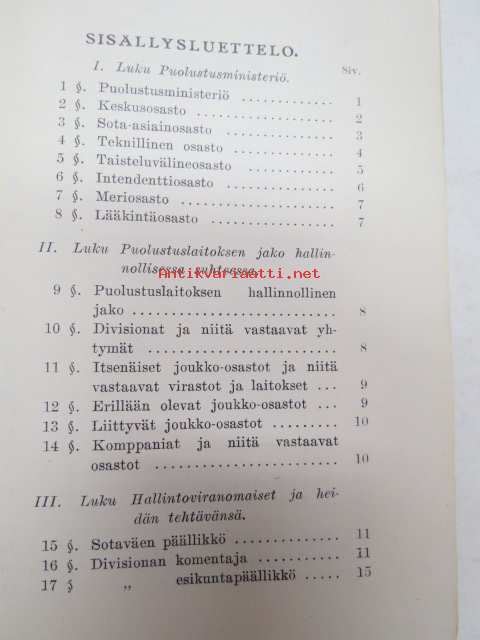 SISÄLLYSLUETTELO.
I. Luku Puolustusministeriö. Siv.
1 §. Puolustusministeriö ............. 1
2 §. Keskusosasto ................ 2
3 §. Sota-asiainosasto ............. 3
4 §. Teknillinen osasto ............ 4
5 §. Taisteluvälineosasto ........... 5
6 §. Intendenttiosasto ............. 6
7 §. Meriosasto .................. 7
8 §. Lääkintäosasto ............... 7
II. Luku Puolustuslaitoksen jako hallin-
nollisessa suhteessa.
antikvariaatti.net
9 §. Puolustuslaitoksen hallinnollinen
jako ....................... 8
10 §. Divisionat ja niitä vastaavat yh-
tymät ..................... 8
11 §. Itsenäiset joukko-osastot ja niitä
vastaavat virastot ja laitokset ... 9
12 §. Erillään olevat joukko-osastot ... 9
13 §. Liittyvät joukko-osastot ......... 10
14 §. Komppaniat ja niitä vastaavat
osastot ..................... 10
III. Luku Hallintoviranomaiset ja hei-
dän tehtävänsä.
15 §. Sotaväen päällikkö ............. 11
16 §. Divisionan komentaja ........... 11
17 § „ esikuntapäällikkö ..... 15